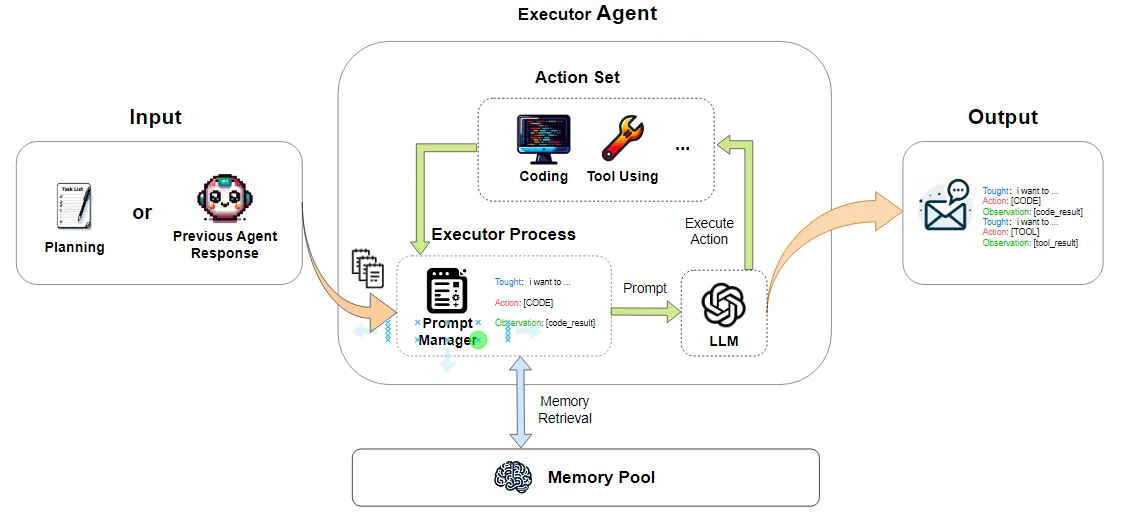 Executor Agent
Input
Task List
Planning
or
Previous Agent
Response
Action Set
Coding
Tool Using
...
Executor Process
Prompt
Manager
Tought: i want to ...
Action: [CODE]
Observation: [code_result]
Prompt
LLM
Execute
Action
Memory
Retrieval
Memory Pool
Output
Tought: i want to ...
Action: [CODE]
Observation: [code_result]
Tought: i want to ...
Action: [TOOL]
Observation: [tool_result]